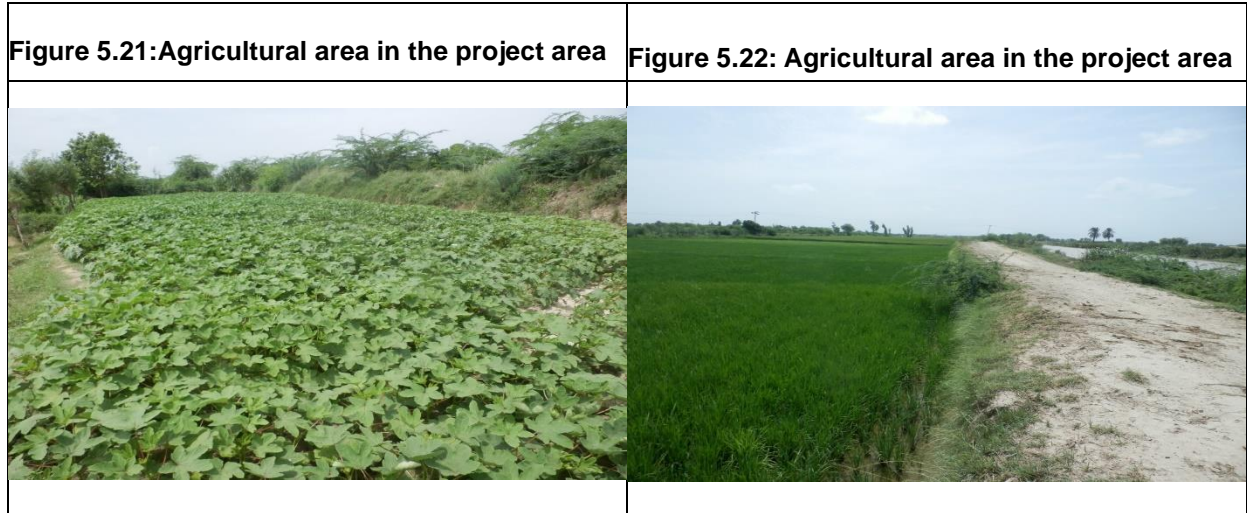 Figure 5.21:Agricultural area in the project area
Figure 5.22: Agricultural area in the project area